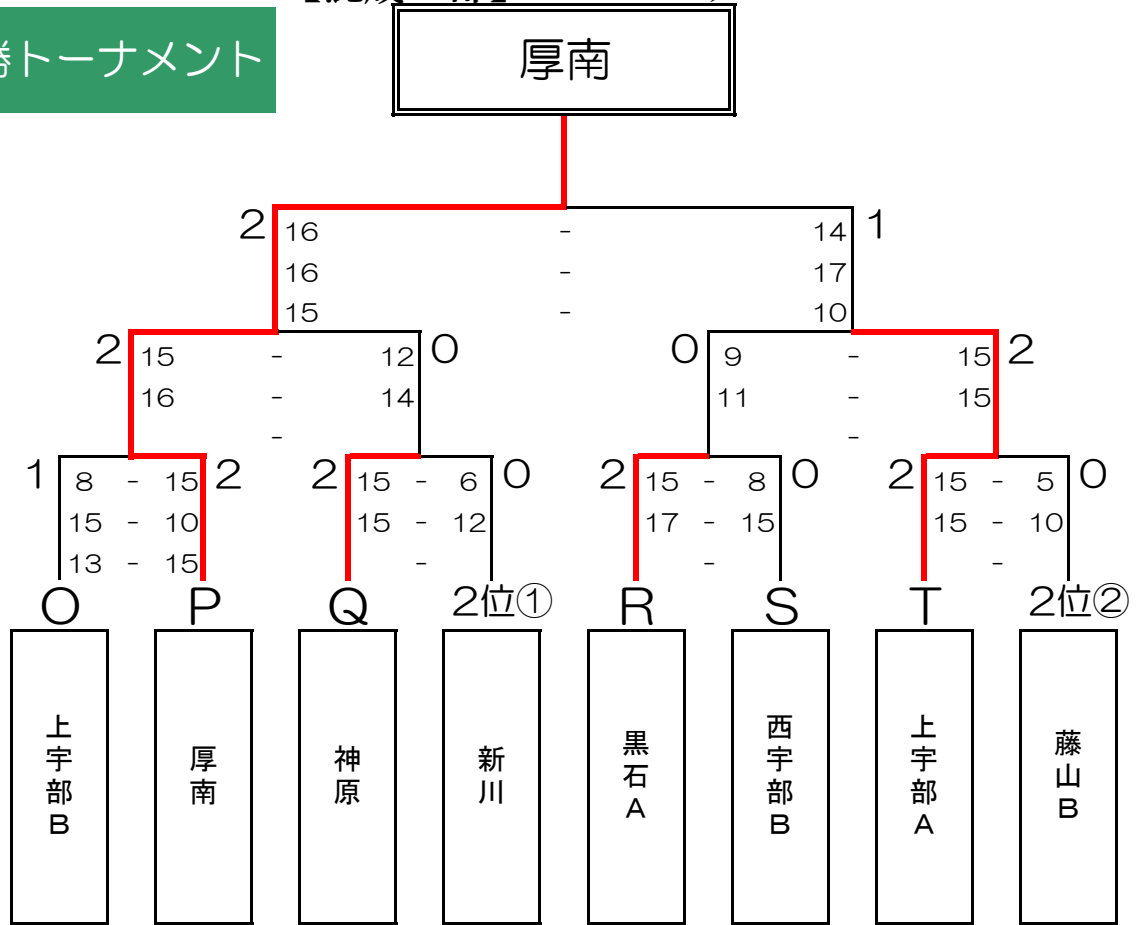 勝トーナメント
厚南
2 16 - 14 1
16 - 17
15 - 10
2 15 - 12 0 0 9 - 15 2
16 - 14 11 - 15
- -
1 8 - 15 2 2 15 - 6 0 2 15 - 8 0 2 15 - 5 0
15 - 10 15 - 12 17 - 15 15 - 10
13 - 15 - - -
O P Q 2位① R S T 2位②
上宇部B
厚南
神原
新川
黒石A
西宇部B
上宇部A
藤山B